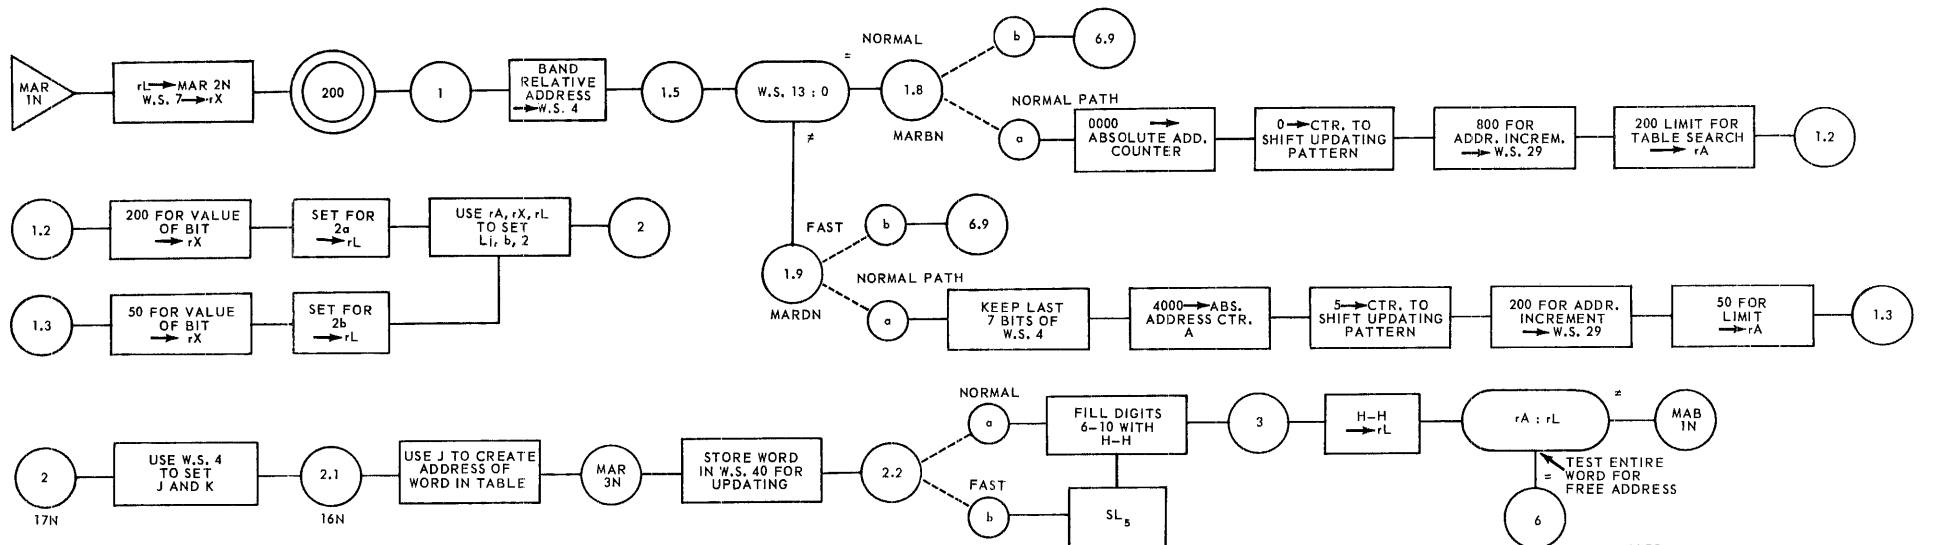 MAR
1N
rL→MAR 2N
W.S. 7→rX
200
1
BAND
RELATIVE
ADDRESS
→W.S. 4
1.5
W.S. 13 : 0
=
NORMAL
1.8
MARBN
b
6.9
NORMAL PATH
a
0000 →
ABSOLUTE ADD.
COUNTER
0→CTR. TO
SHIFT UPDATING
PATTERN
800 FOR
ADDR. INCREM.
→W.S. 29
200 LIMIT FOR
TABLE SEARCH
→ rA
1.2
≠
1.2
200 FOR VALUE
OF BIT
→ rX
SET FOR
2a
→rL
USE rA, rX, rL
TO SET
Li, b, 2
2
FAST
b
6.9
1.9
MARDN
NORMAL PATH
a
KEEP LAST
7 BITS OF
W.S. 4
4000→ABS.
ADDRESS CTR.
A
5→CTR. TO
SHIFT UPDATING
PATTERN
200 FOR ADDR.
INCREMENT
→W.S. 29
50 FOR
LIMIT
→rA
1.3
1.3
50 FOR VALUE
OF BIT
→ rX
SET FOR
2b
→rL
2
17N
USE W.S. 4
TO SET
J AND K
2.1
16N
USE J TO CREATE
ADDRESS OF
WORD IN TABLE
MAR
3N
STORE WORD
IN W.S. 40 FOR
UPDATING
2.2
NORMAL
a
FILL DIGITS
6-10 WITH
H-H
3
H-H
→rL
rA : rL
≠
MAB
1N
FAST
b
SL5
=
TEST ENTIRE
WORD FOR
FREE ADDRESS
6